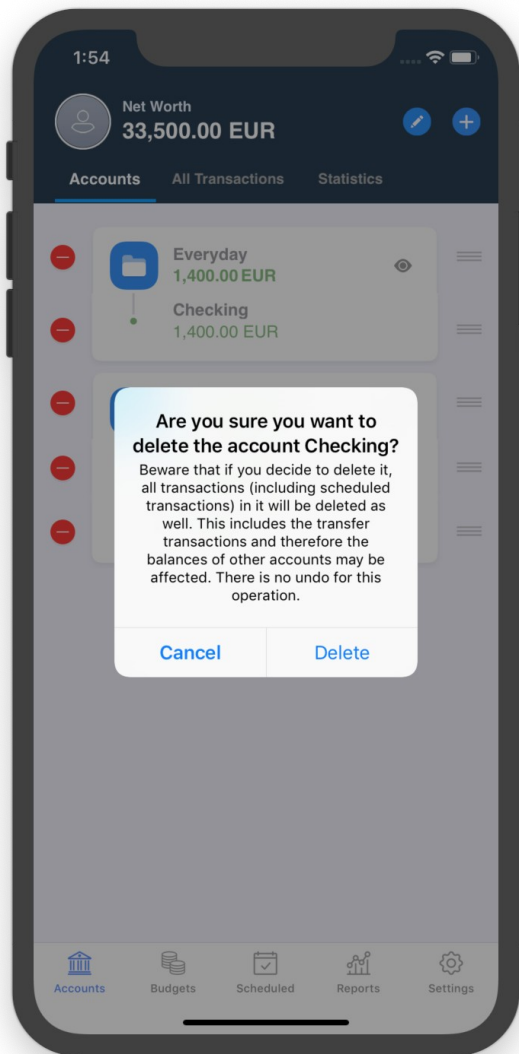 1:54
Net Worth
33,500.00 EUR
Accounts All Transactions Statistics
Everyday
1,400.00 EUR
Checking
1,400.00 EUR
Are you sure you want to
delete the account Checking?
Beware that if you decide to delete it,
all transactions (including scheduled
transactions) in it will be deleted as
well. This includes the transfer
transactions and therefore the
balances of other accounts may be
affected. There is no undo for this
operation.
Cancel Delete
Accounts Budgets Scheduled Reports Settings